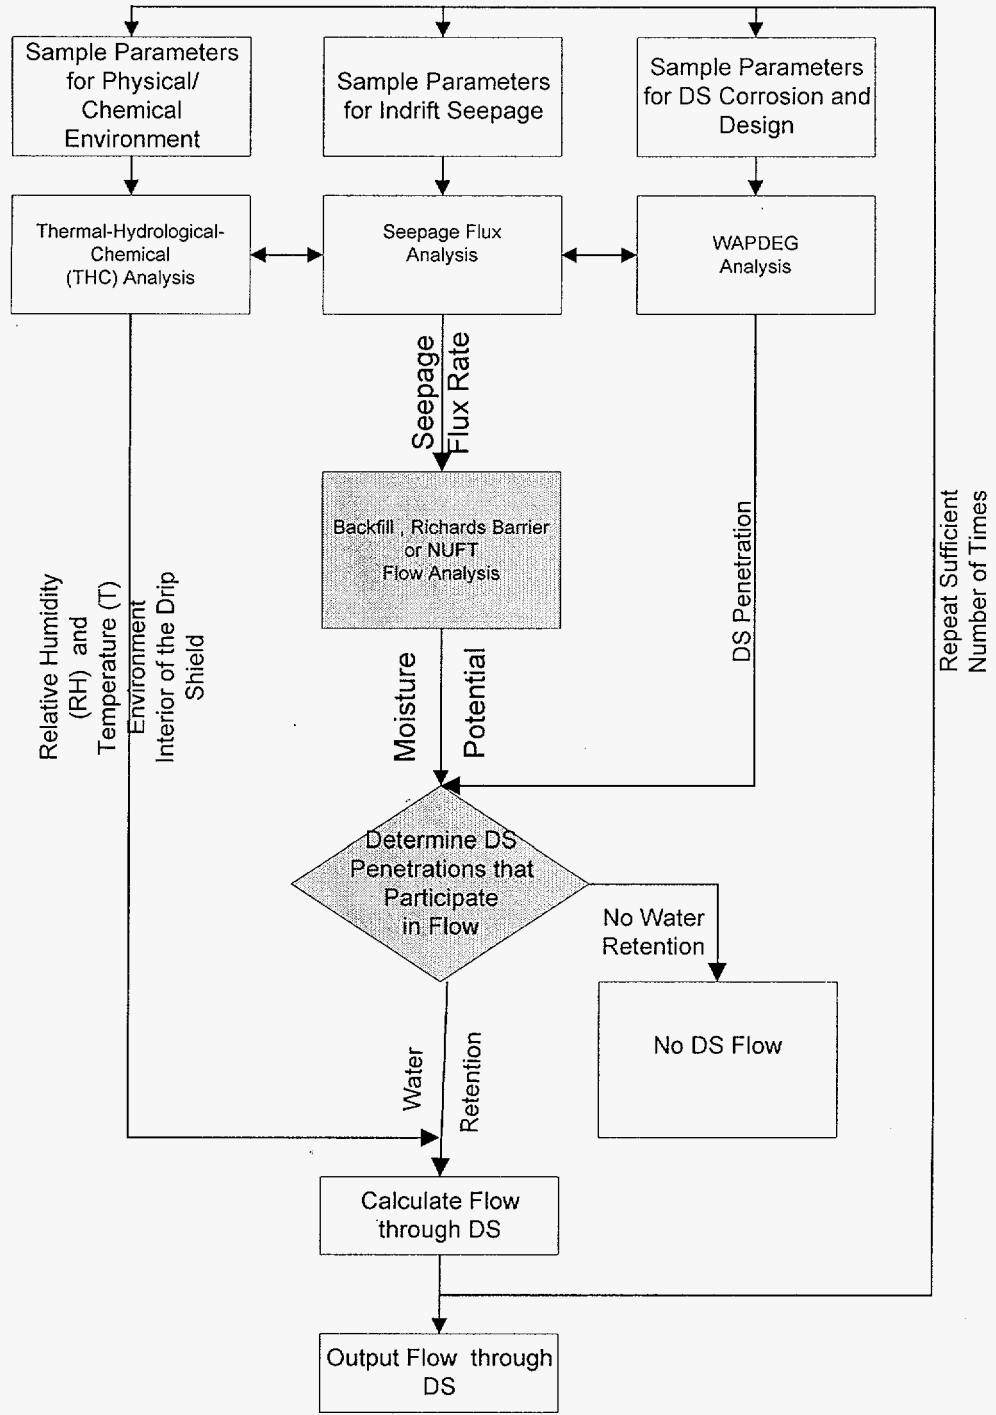 Sample Parameters
for Physical/
Chemical
Environment
Sample Parameters
for Indrift Seepage
Sample Parameters
for DS Corrosion and
Design
Thermal-Hydrological-
Chemical
(THC) Analysis
Seepage Flux
Analysis
WAPDEG
Analysis
Seepage
Flux Rate
Backfill , Richards Barrier
or NUFT
Flow Analysis
Relative Humidity
(RH) and
Temperature (T)
Environment
Interior of the Drip
Shield
DS Penetration
Repeat Sufficient
Number of Times
Moisture
Potential
Determine DS
Penetrations that
Participate
in Flow
No Water
Retention
No DS Flow
Water
Retention
Calculate Flow
through DS
Output Flow through
DS